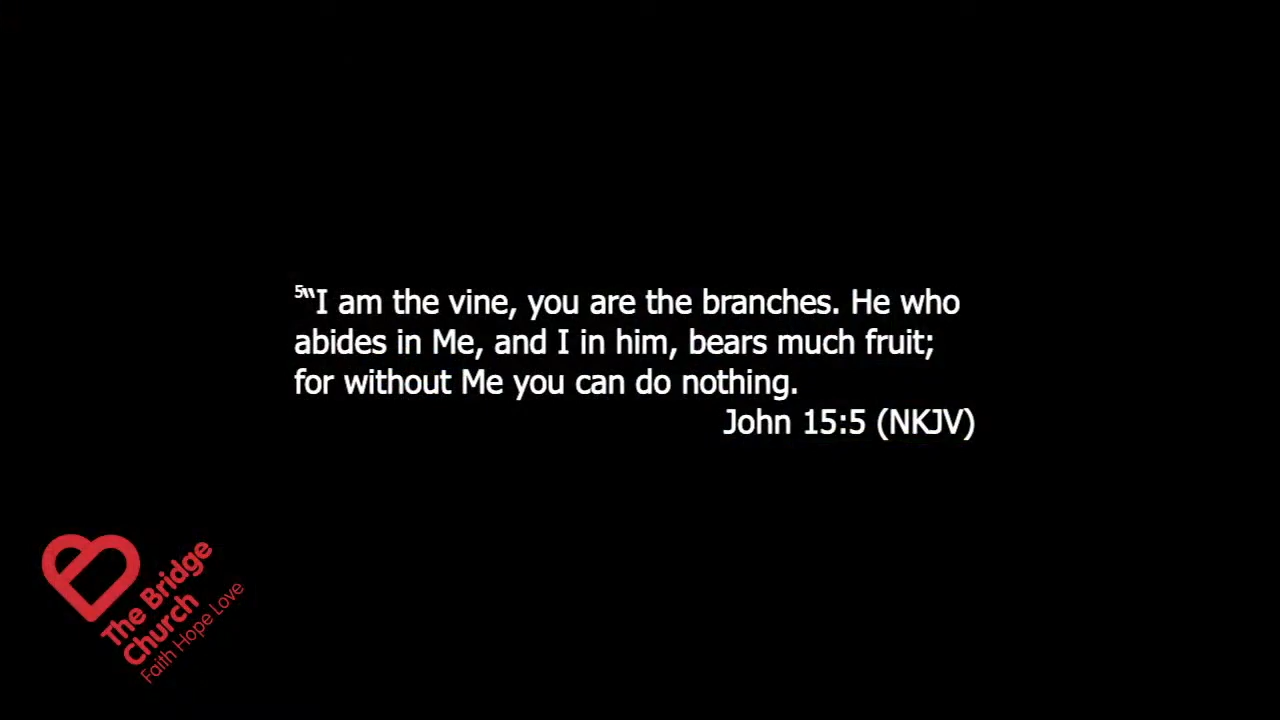 ⁵“I am the vine, you are the branches. He who
abides in Me, and I in him, bears much fruit;
for without Me you can do nothing.
John 15:5 (NKJV)
The Bridge
Church
Faith Hope Love